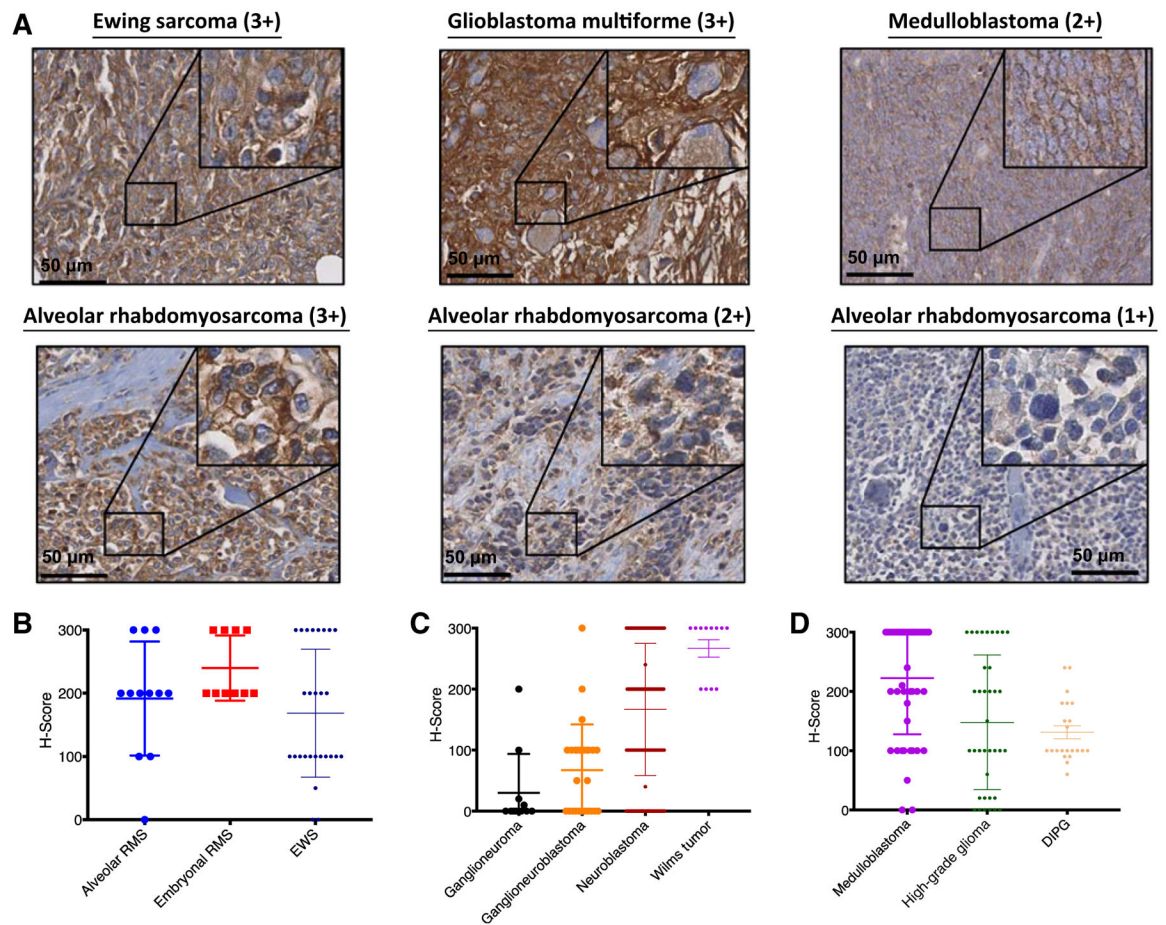 A
Ewing sarcoma (3+)
Glioblastoma multiforme (3+)
Medulloblastoma (2+)
50 µm
50 µm
50 µm
Alveolar rhabdomyosarcoma (3+)
Alveolar rhabdomyosarcoma (2+)
Alveolar rhabdomyosarcoma (1+)
50 µm
50 µm
50 µm
B
H-Score
300
200
100
0
Alveolar RMS
Embryonal RMS
EWS
C
H-Score
300
200
100
0
Ganglioneuroma
Ganglioneuroblastoma
Neuroblastoma
Wilms tumor
D
H-Score
300
200
100
0
Medulloblastoma
High-grade glioma
DIPG